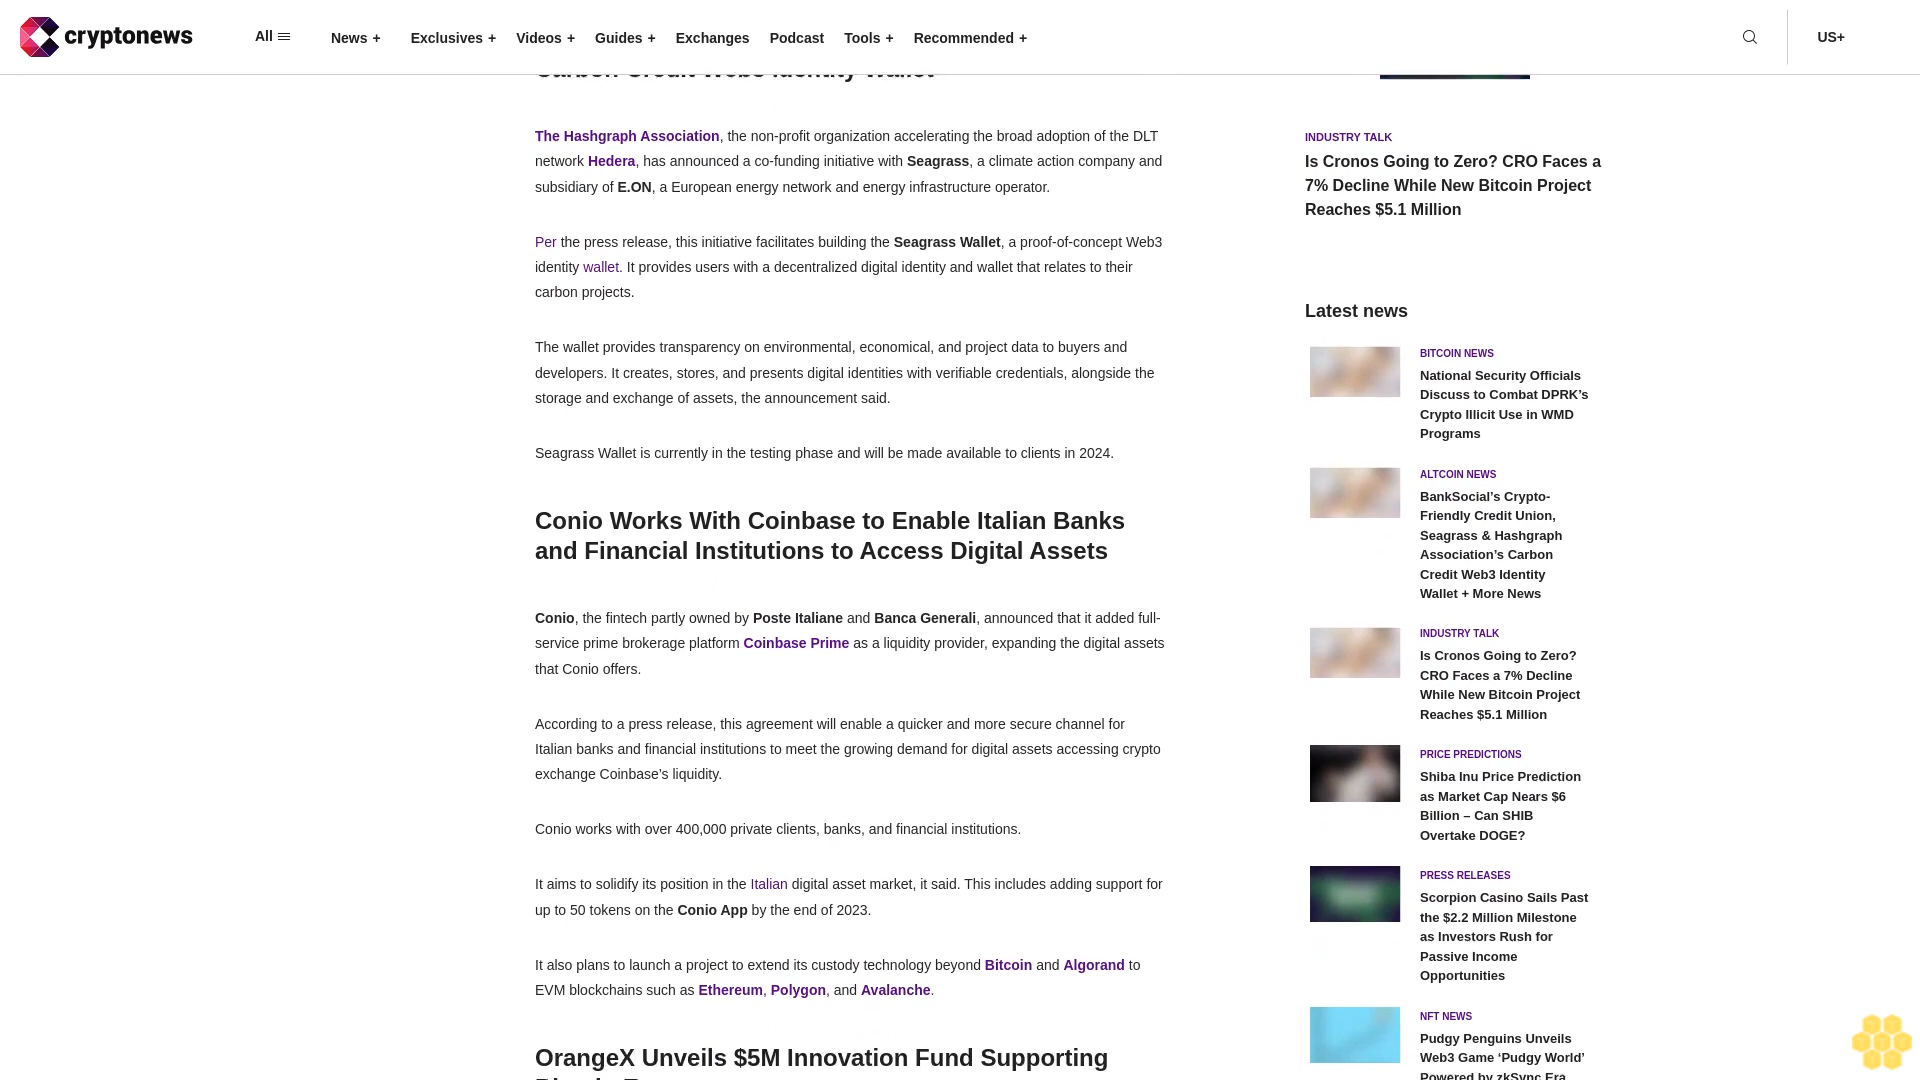 cryptonews
All
News +
Exclusives +
Videos +
Guides +
Exchanges
Podcast
Tools +
Recommended +
US+
The Hashgraph Association, the non-profit organization accelerating the broad adoption of the DLT
network Hedera, has announced a co-funding initiative with Seagrass, a climate action company and
subsidiary of E.ON, a European energy network and energy infrastructure operator.
Per the press release, this initiative facilitates building the Seagrass Wallet, a proof-of-concept Web3
identity wallet. It provides users with a decentralized digital identity and wallet that relates to their
carbon projects.
The wallet provides transparency on environmental, economical, and project data to buyers and
developers. It creates, stores, and presents digital identities with verifiable credentials, alongside the
storage and exchange of assets, the announcement said.
Seagrass Wallet is currently in the testing phase and will be made available to clients in 2024.
Conio Works With Coinbase to Enable Italian Banks
and Financial Institutions to Access Digital Assets
Conio, the fintech partly owned by Poste Italiane and Banca Generali, announced that it added full-
service prime brokerage platform Coinbase Prime as a liquidity provider, expanding the digital assets
that Conio offers.
According to a press release, this agreement will enable a quicker and more secure channel for
Italian banks and financial institutions to meet the growing demand for digital assets accessing crypto
exchange Coinbase’s liquidity.
Conio works with over 400,000 private clients, banks, and financial institutions.
It aims to solidify its position in the Italian digital asset market, it said. This includes adding support for
up to 50 tokens on the Conio App by the end of 2023.
It also plans to launch a project to extend its custody technology beyond Bitcoin and Algorand to
EVM blockchains such as Ethereum, Polygon, and Avalanche.
OrangeX Unveils $5M Innovation Fund Supporting
INDUSTRY TALK
Is Cronos Going to Zero? CRO Faces a
7% Decline While New Bitcoin Project
Reaches $5.1 Million
Latest news
BITCOIN NEWS
National Security Officials
Discuss to Combat DPRK’s
Crypto Illicit Use in WMD
Programs
ALTCOIN NEWS
BankSocial’s Crypto-
Friendly Credit Union,
Seagrass & Hashgraph
Association’s Carbon
Credit Web3 Identity
Wallet + More News
INDUSTRY TALK
Is Cronos Going to Zero?
CRO Faces a 7% Decline
While New Bitcoin Project
Reaches $5.1 Million
PRICE PREDICTIONS
Shiba Inu Price Prediction
as Market Cap Nears $6
Billion – Can SHIB
Overtake DOGE?
PRESS RELEASES
Scorpion Casino Sails Past
the $2.2 Million Milestone
as Investors Rush for
Passive Income
Opportunities
NFT NEWS
Pudgy Penguins Unveils
Web3 Game ‘Pudgy World’
Powered by zkSync Era